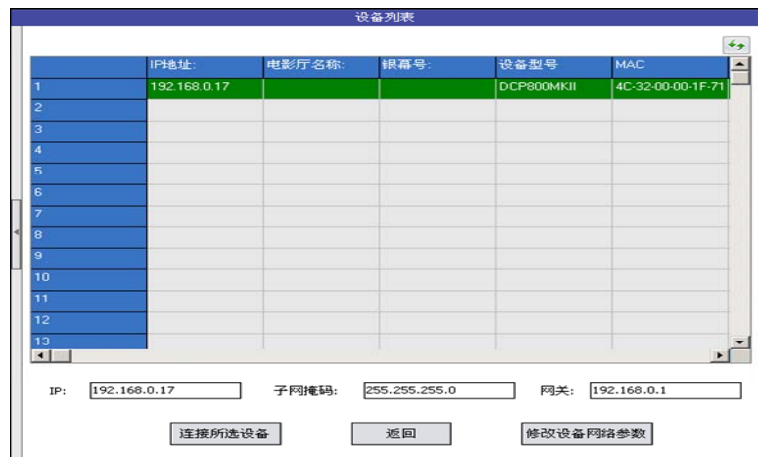 设备列表
IP地址: 电影厅名称: 银幕号: 设备型号 MAC
1 192.168.0.17 DCP800MKII 4C-32-00-00-1F-71
2
3
4
5
6
7
8
9
10
11
12
13
IP: 192.168.0.17 子网掩码: 255.255.255.0 网关: 192.168.0.1
连接所选设备 返回 修改设备网络参数